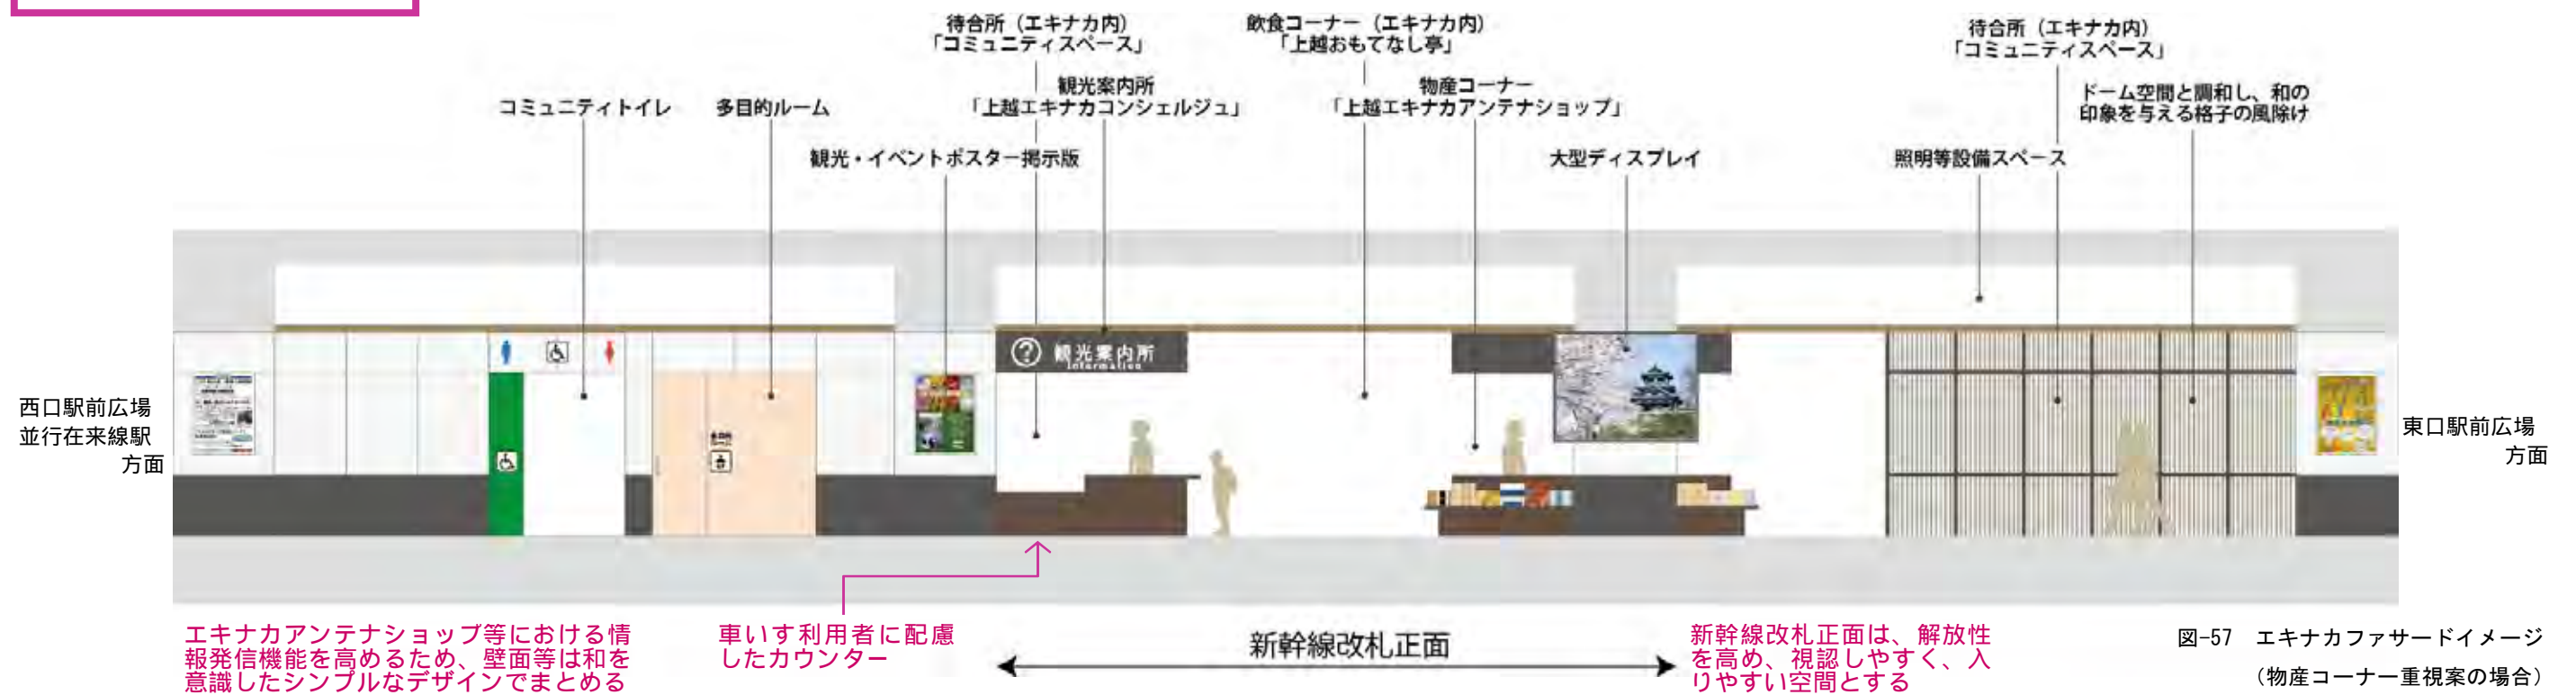 待合所（エキナカ内）
「コミュニティスペース」
飲食コーナー（エキナカ内）
「上越おもてなし亭」
待合所（エキナカ内）
「コミュニティスペース」
コミュニティトイレ
多目的ルーム
観光案内所
「上越エキナカコンシェルジュ」
物産コーナー
「上越エキナカアンテナショップ」
ドーム空間と調和し、和の
印象を与える格子の風除け
観光・イベントポスター掲示版
大型ディスプレイ
照明等設備スペース
観光案内所
Information
西口駅前広場
並行在来線駅
方面
東口駅前広場
方面
エキナカアンテナショップ等における情
報発信機能を高めるため、壁面等は和を
意識したシンプルなデザインでまとめる
車いす利用者に配慮
したカウンター
新幹線改札正面
新幹線改札正面は、解放性
を高め、視認しやすく、入
りやすい空間とする
図-57　エキナカファサードイメージ
（物産コーナー重視案の場合）